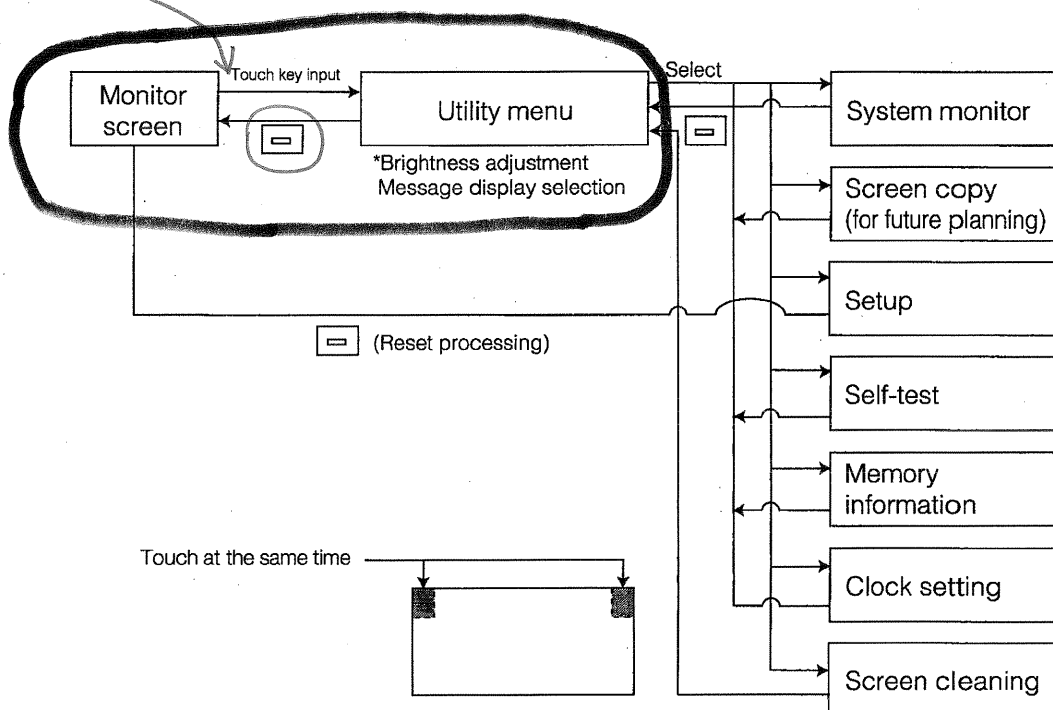 Touch key input
Select
Monitor
screen
Utility menu
System monitor
*Brightness adjustment
Message display selection
Screen copy
(for future planning)
Setup
(Reset processing)
Self-test
Memory
information
Touch at the same time
Clock setting
Screen cleaning